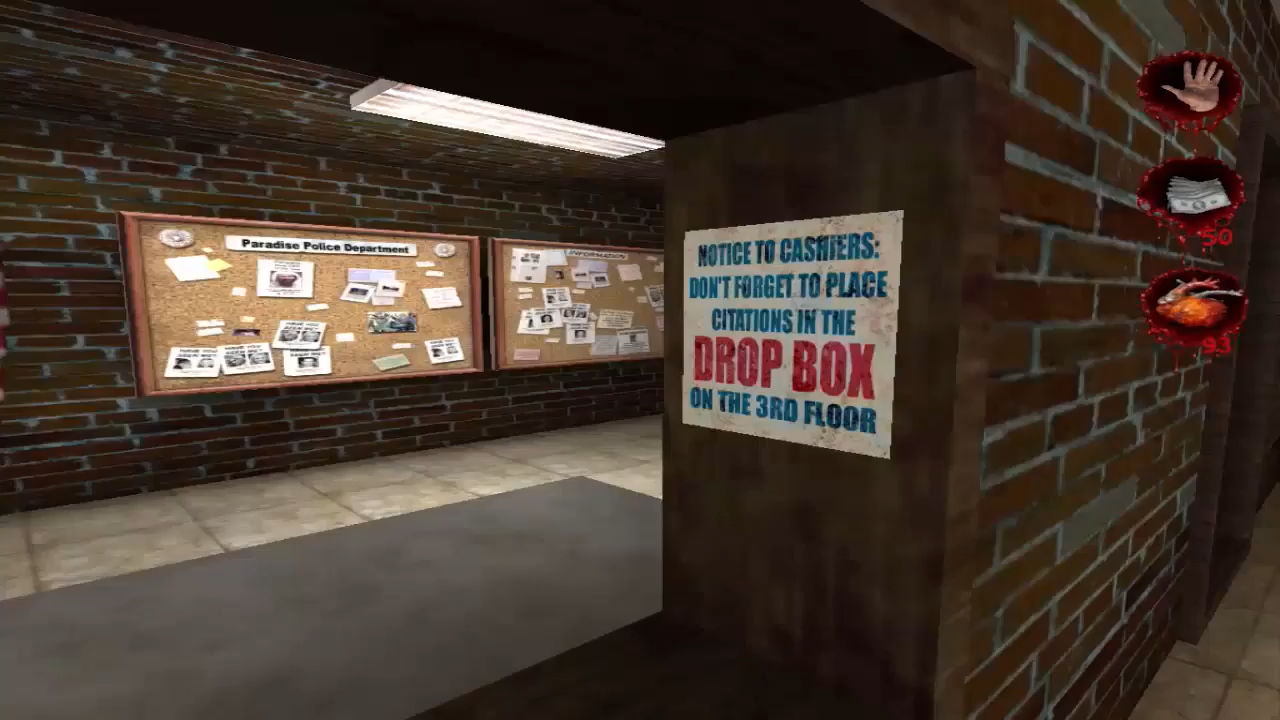 Paradise Police Department
INFORMATION
NOTICE TO CASHIERS:
DON'T FORGET TO PLACE
CITATIONS IN THE
DROP BOX
ON THE 3RD FLOOR
50
93